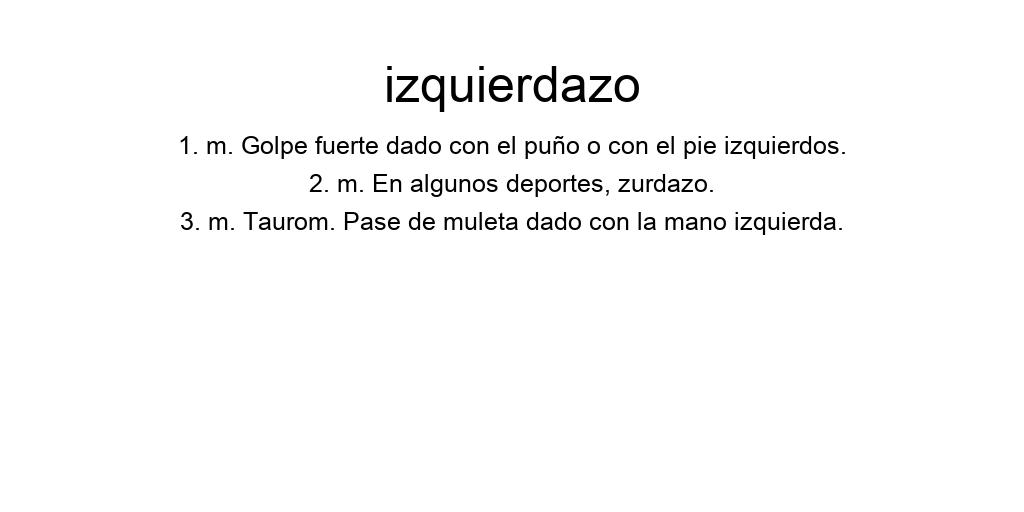 izquierdazo
1. m. Golpe fuerte dado con el puño o con el pie izquierdos.
2. m. En algunos deportes, zurdazo.
3. m. Taurom. Pase de muleta dado con la mano izquierda.